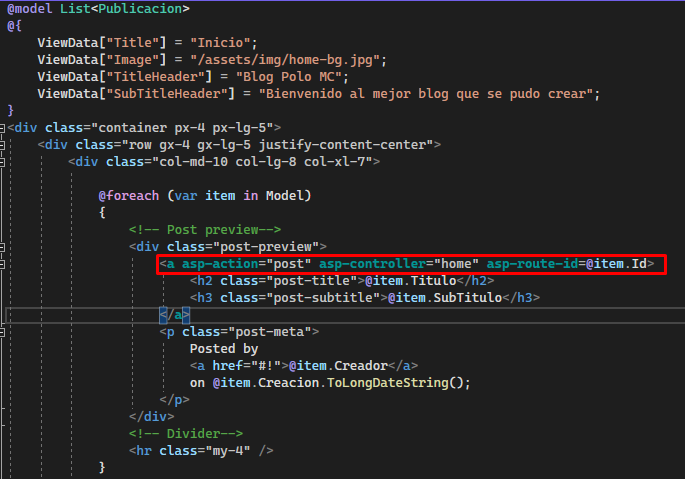 @model List<Publicacion>
@{
ViewData["Title"] = "Inicio";
ViewData["Image"] = "/assets/img/home-bg.jpg";
ViewData["TitleHeader"] = "Blog Polo MC";
ViewData["SubTitleHeader"] = "Bienvenido al mejor blog que se pudo crear";
}
<div class="container px-4 px-lg-5">
<div class="row gx-4 gx-lg-5 justify-content-center">
<div class="col-md-10 col-lg-8 col-xl-7">
@foreach (var item in Model)
{
<!-- Post preview-->
<div class="post-preview">
<a asp-action="post" asp-controller="home" asp-route-id=@item.Id>
<h2 class="post-title">@item.Titulo</h2>
<h3 class="post-subtitle">@item.SubTitulo</h3>
</a>
<p class="post-meta">
Posted by
<a href="#!">@item.Creador</a>
on @item.Creacion.ToLongDateString();
</p>
</div>
<!-- Divider-->
<hr class="my-4" />
}